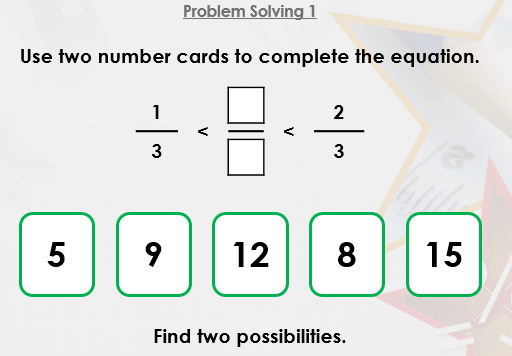 Problem Solving 1
Use two number cards to complete the equation.
1 2
< <
3 3
5 9 12 8 15
Find two possibilities.